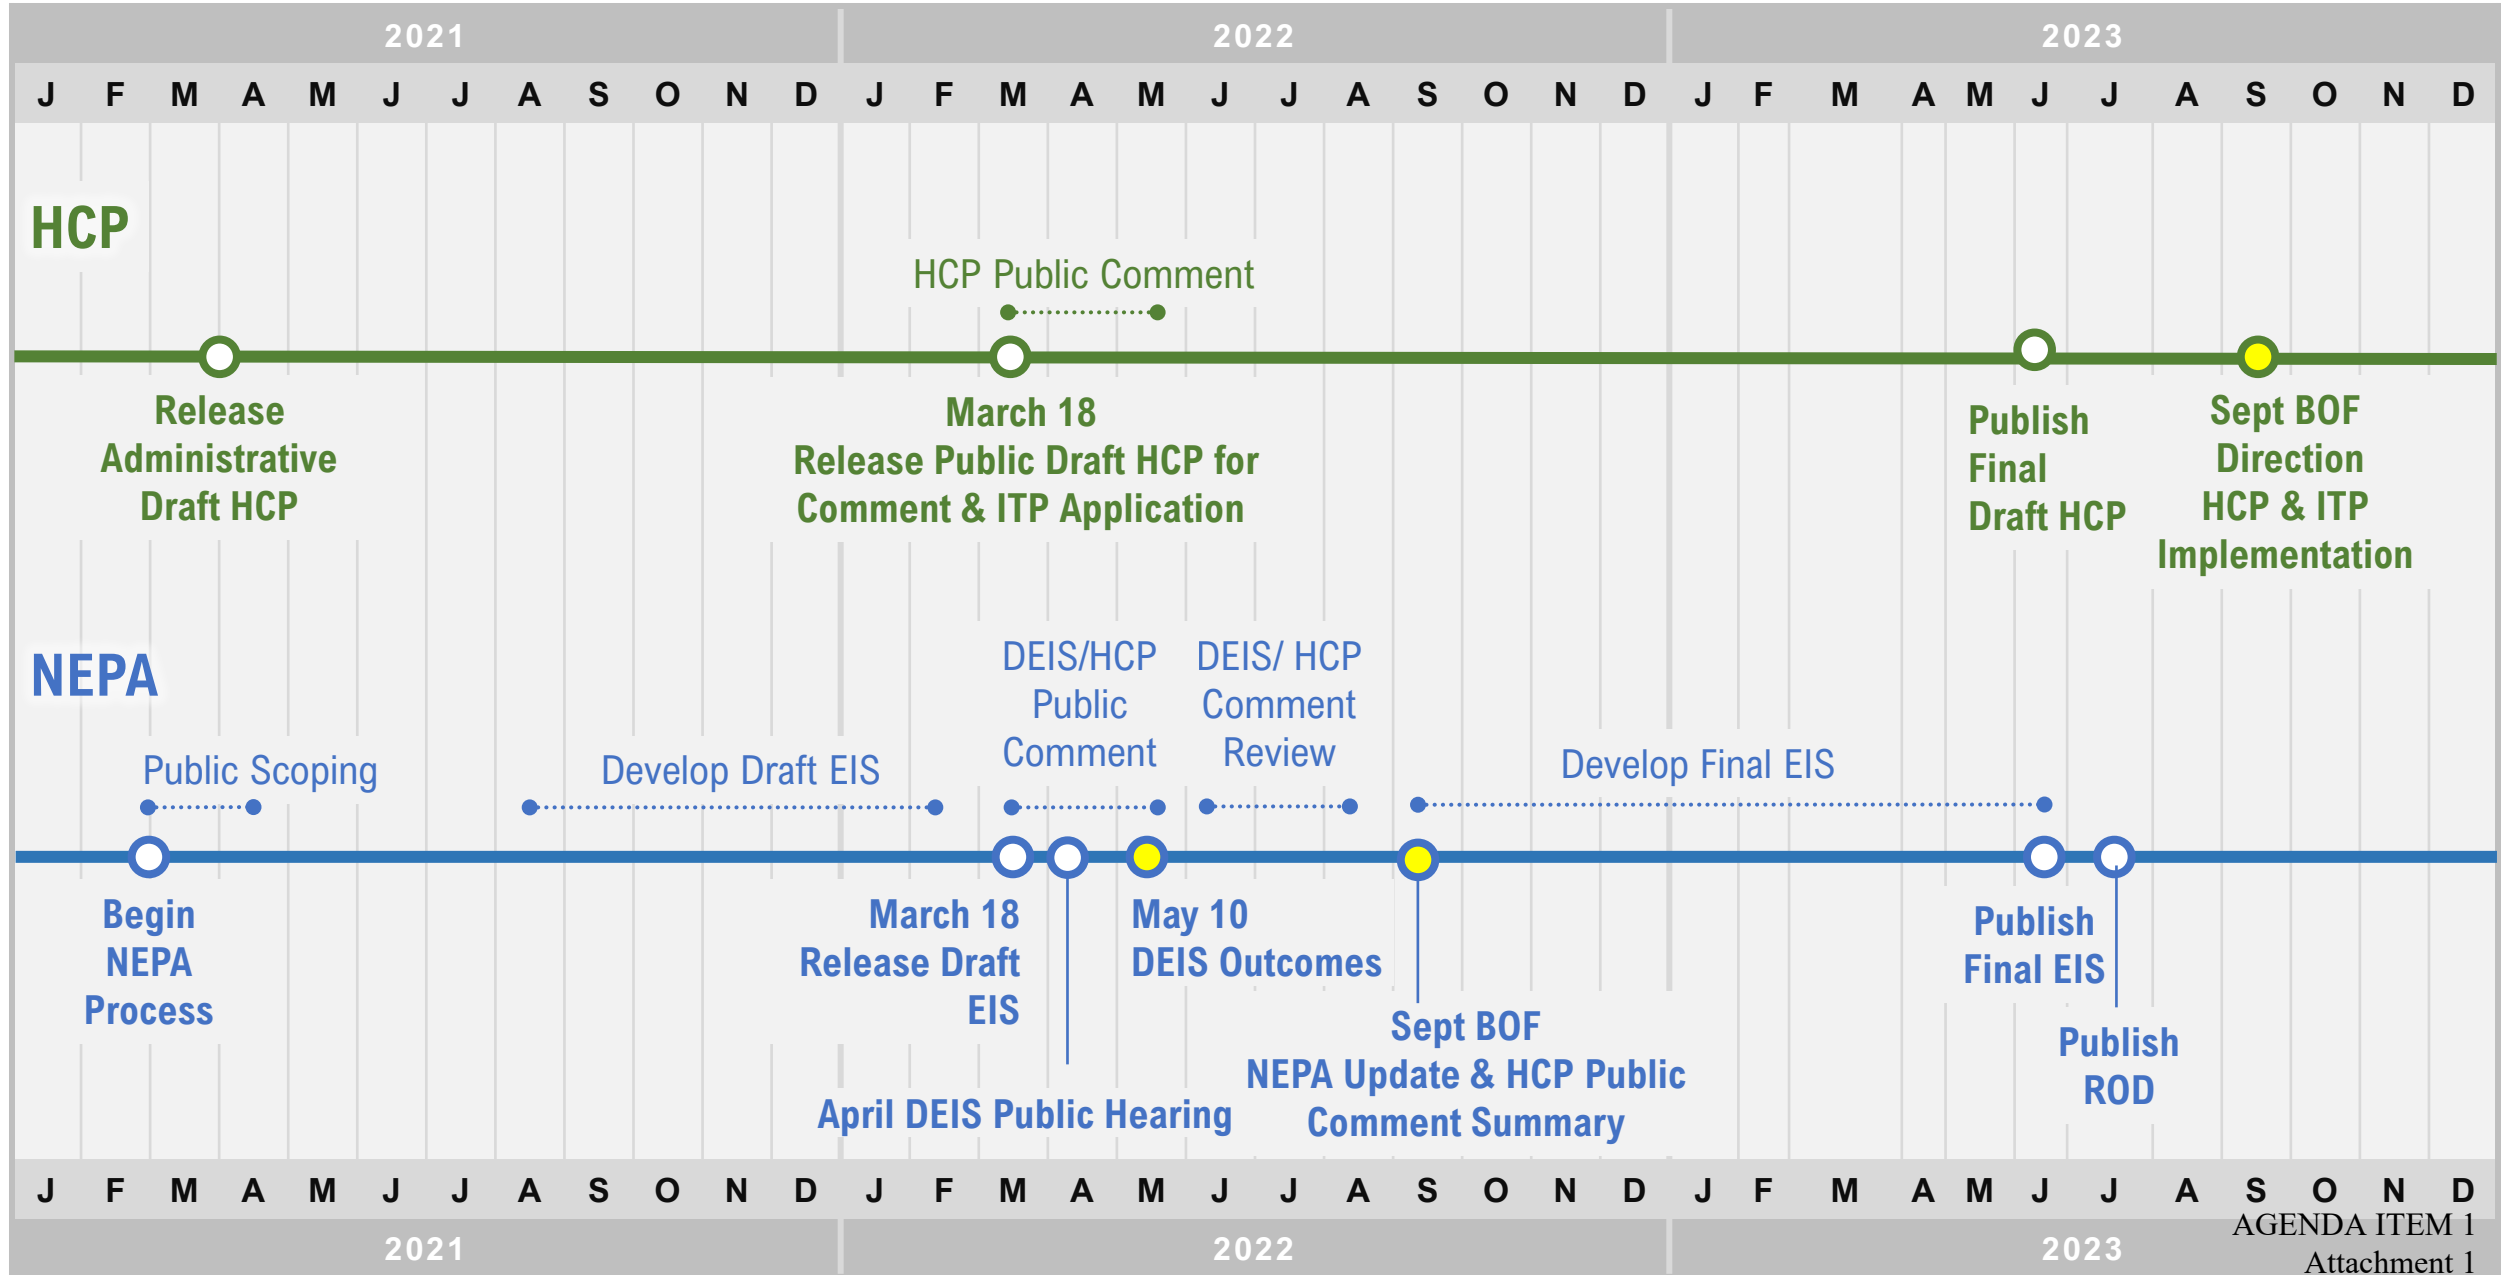 2021 2022 2023
J F M A M J J A S O N D J F M A M J J A S O N D J F M A M J J A S O N D
HCP
HCP Public Comment
Release
Administrative
Draft HCP
March 18
Release Public Draft HCP for
Comment & ITP Application
Publish
Final
Draft HCP
Sept BOF
Direction
HCP & ITP
Implementation
NEPA
Public Scoping
Develop Draft EIS
DEIS/HCP
Public
Comment
DEIS/ HCP
Comment
Review
Develop Final EIS
Begin
NEPA
Process
March 18
Release Draft
EIS
April DEIS Public Hearing
May 10
DEIS Outcomes
Sept BOF
NEPA Update & HCP Public
Comment Summary
Publish
Final EIS
Publish
ROD
J F M A M J J A S O N D J F M A M J J A S O N D J F M A M J J A S O N D
2021 2022 2023
AGENDA ITEM 1
Attachment 1